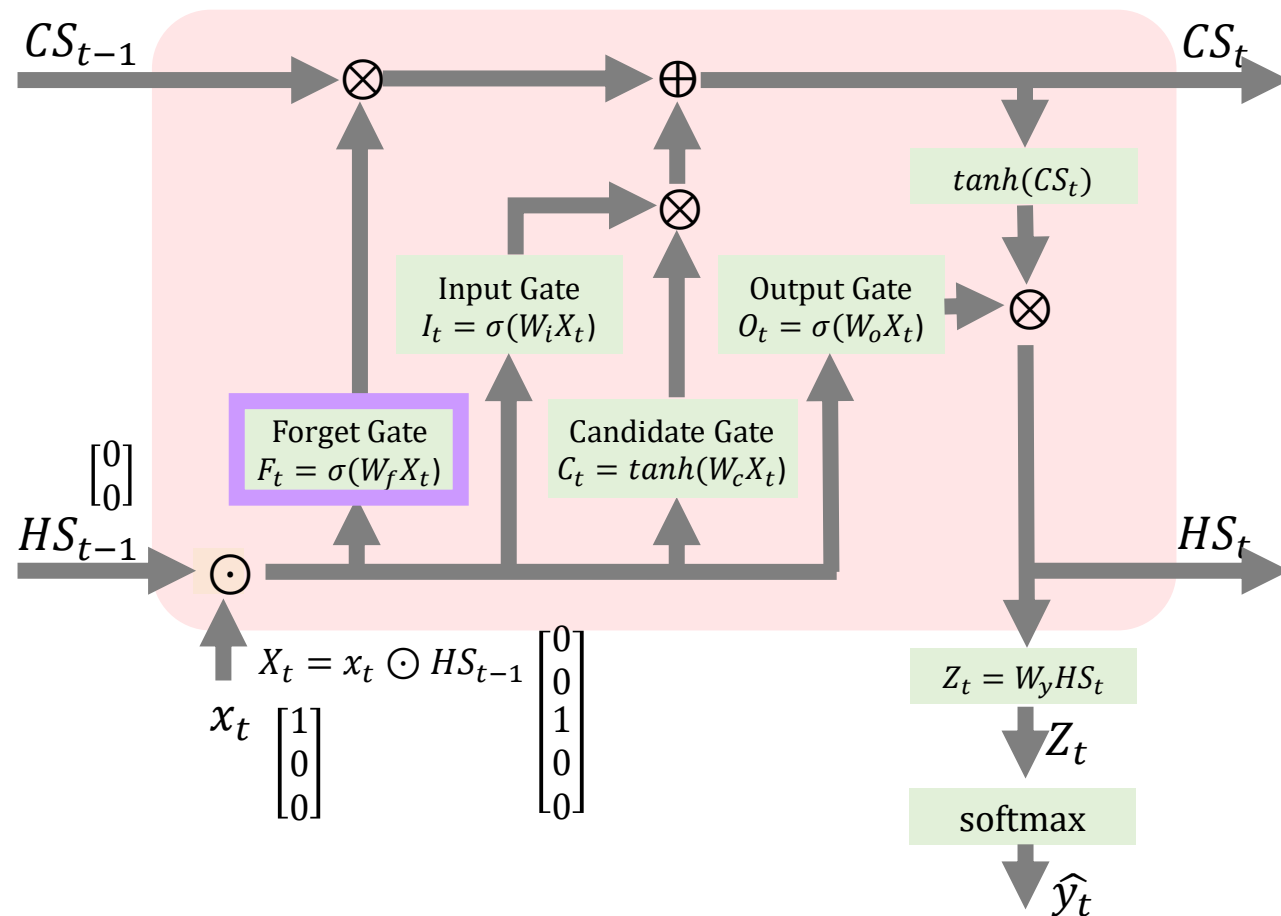 CS_{t−1}
CS_t
tanh(CS_t)
Input Gate
I_t = σ(W_i X_t)
Output Gate
O_t = σ(W_o X_t)
Forget Gate
F_t = σ(W_f X_t)
Candidate Gate
C_t = tanh(W_c X_t)
[0
0]
HS_{t−1}
HS_t
X_t = x_t ⊙ HS_{t−1}
[0
0
1
0
0]
x_t
[1
0
0]
Z_t = W_y HS_t
Z_t
softmax
ŷ_t